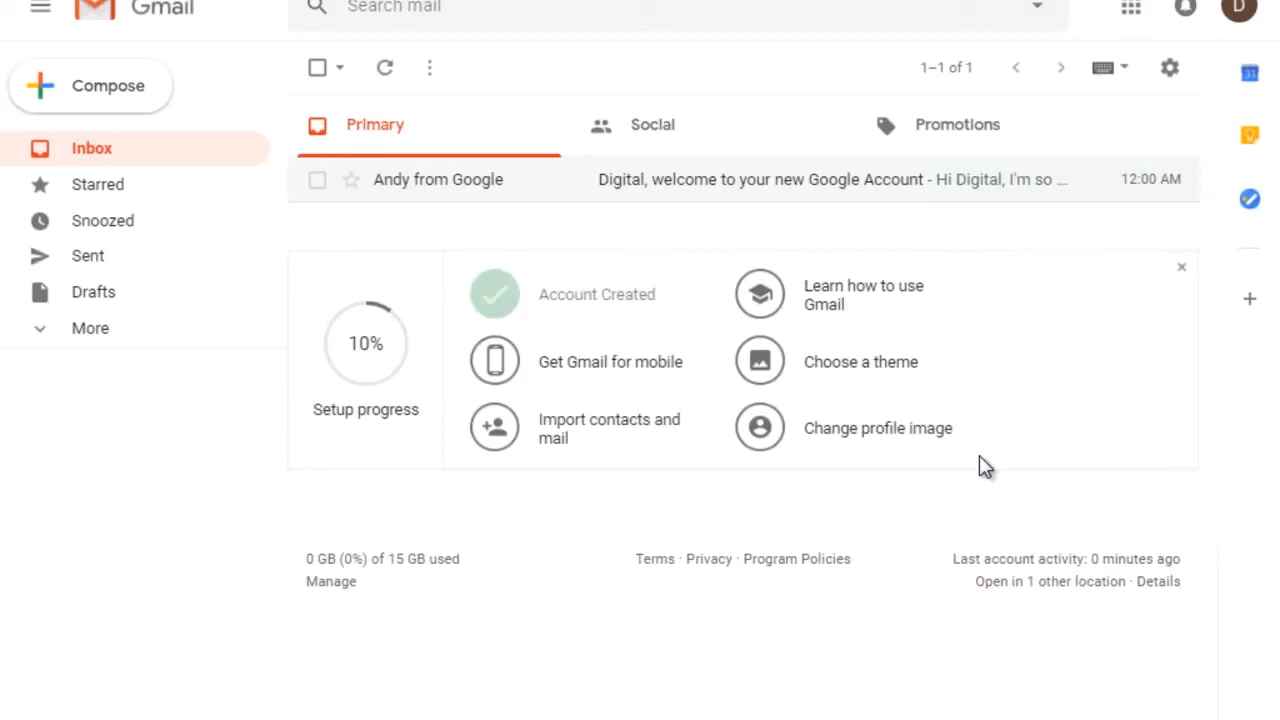 Gmail
Search mail
D
Compose
1–1 of 1
31
Primary
Social
Promotions
Inbox
Starred
Snoozed
Sent
Drafts
More
Andy from Google
Digital, welcome to your new Google Account - Hi Digital, I'm so ...
12:00 AM
10%
Setup progress
Account Created
Learn how to use
Gmail
Get Gmail for mobile
Choose a theme
Import contacts and
mail
Change profile image
0 GB (0%) of 15 GB used
Manage
Terms · Privacy · Program Policies
Last account activity: 0 minutes ago
Open in 1 other location · Details